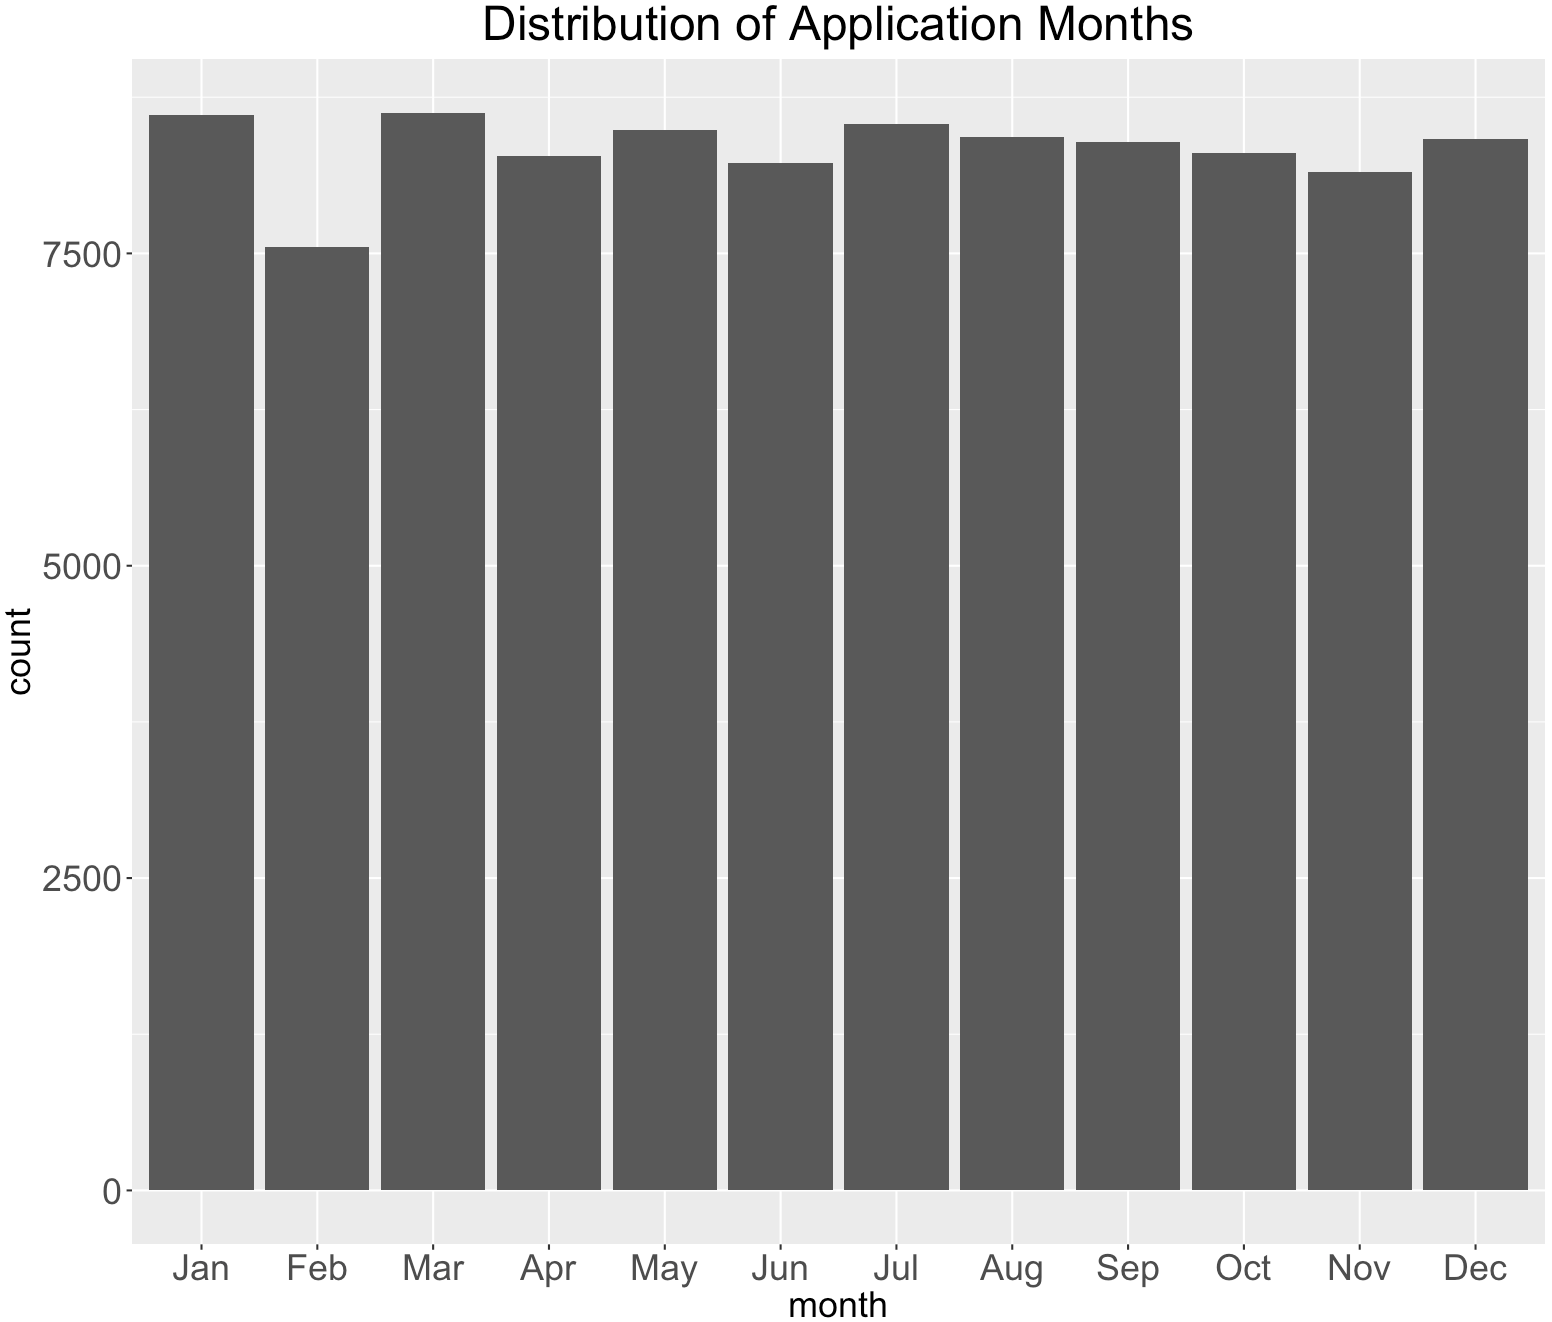 Distribution of Application Months
7500
5000
2500
0
count
Jan Feb Mar Apr May Jun Jul Aug Sep Oct Nov Dec
month